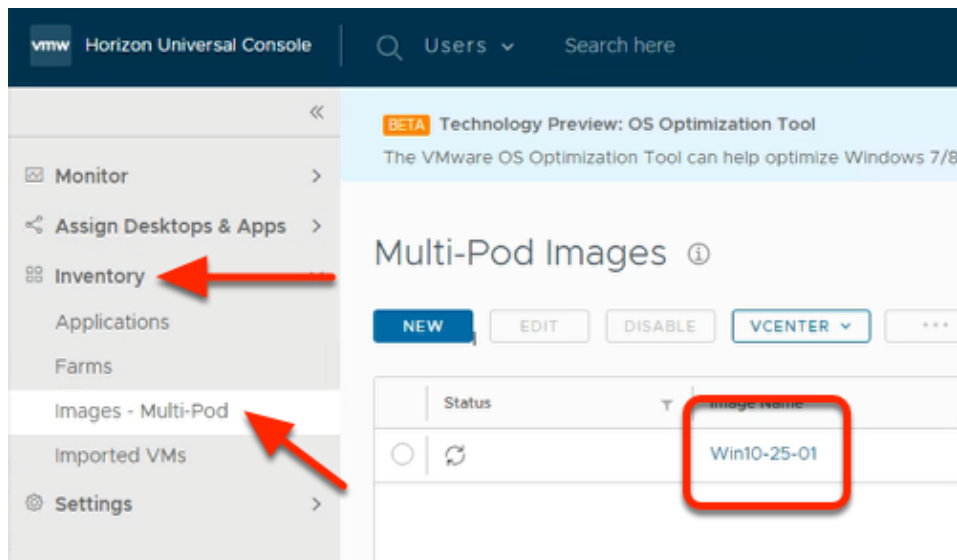 vmw Horizon Universal Console
Users
Search here
BETA Technology Preview: OS Optimization Tool
The VMware OS Optimization Tool can help optimize Windows 7/8
Monitor
Assign Desktops & Apps
Inventory
Applications
Farms
Images - Multi-Pod
Imported VMs
Settings
Multi-Pod Images
NEW EDIT DISABLE VCENTER
Status Image Name
Win10-25-01